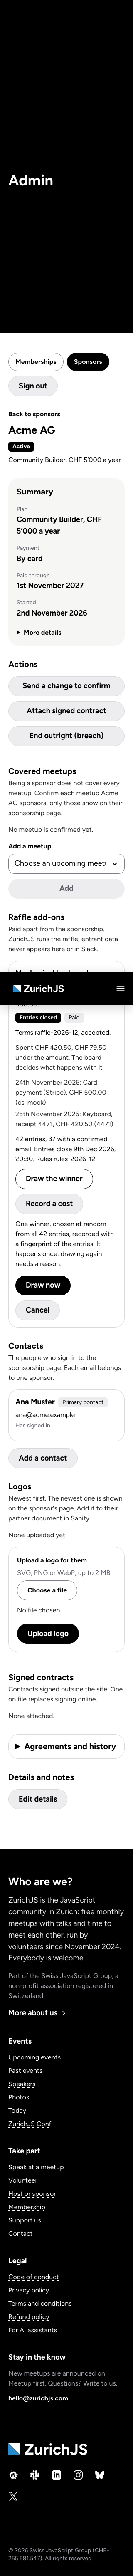 Admin
Memberships
Sponsors
Sign out
Back to sponsors
Acme AG
Active
Community Builder, CHF 5'000 a year
Summary
Plan
Community Builder, CHF
5'000 a year
Payment
By card
Paid through
1st November 2027
Started
2nd November 2026
More details
Actions
Send a change to confirm
Attach signed contract
End outright (breach)
Covered meetups
Being a sponsor does not cover every
meetup. Confirm each meetup Acme
AG sponsors; only those show on their
sponsorship page.
No meetup is confirmed yet.
Add a meetup
Choose an upcoming meetu
Add
Raffle add-ons
Paid apart from the sponsorship.
ZurichJS runs the raffle; entrant data
never appears here or in Slack.
ZurichJS
Entries closed
Paid
Terms raffle-2026-12, accepted.
Spent CHF 420.50, CHF 79.50
under the amount. The board
decides what happens with it.
24th November 2026: Card
payment (Stripe), CHF 500.00
(cs_mock)
25th November 2026: Keyboard,
receipt 4471, CHF 420.50 (4471)
42 entries, 37 with a confirmed
email. Entries close 9th Dec 2026,
20:30. Rules rules-2026-12.
Draw the winner
Record a cost
One winner, chosen at random
from all 42 entries, recorded with
a fingerprint of the entries. It
happens once: drawing again
needs a reason.
Draw now
Cancel
Contacts
The people who sign in to the
sponsor page. Each email belongs
to one sponsor.
Ana Muster
Primary contact
ana@acme.example
Has signed in
Add a contact
Logos
Newest first. The newest one is shown
on the sponsor's page. Add it to their
partner document in Sanity.
None uploaded yet.
Upload a logo for them
SVG, PNG or WebP, up to 2 MB.
Choose a file
No file chosen
Upload logo
Signed contracts
Contracts signed outside the site. One
on file replaces signing online.
None attached.
Agreements and history
Details and notes
Edit details
Who are we?
ZurichJS is the JavaScript
community in Zurich: free monthly
meetups with talks and time to
meet each other, run by
volunteers since November 2024.
Everybody is welcome.
Part of the Swiss JavaScript Group, a
non-profit association registered in
Switzerland.
More about us
Events
Upcoming events
Past events
Speakers
Photos
Today
ZurichJS Conf
Take part
Speak at a meetup
Volunteer
Host or sponsor
Membership
Support us
Contact
Legal
Code of conduct
Privacy policy
Terms and conditions
Refund policy
For AI assistants
Stay in the know
New meetups are announced on
Meetup first. Questions? Write to us.
hello@zurichjs.com
ZurichJS
© 2026 Swiss JavaScript Group (CHE-
255.581.547). All rights reserved.